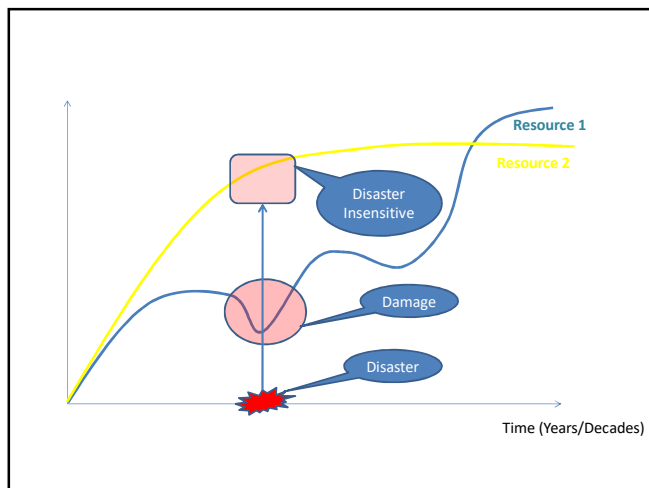 Resource 1
Resource 2
Disaster
Insensitive
Damage
Disaster
Time (Years/Decades)